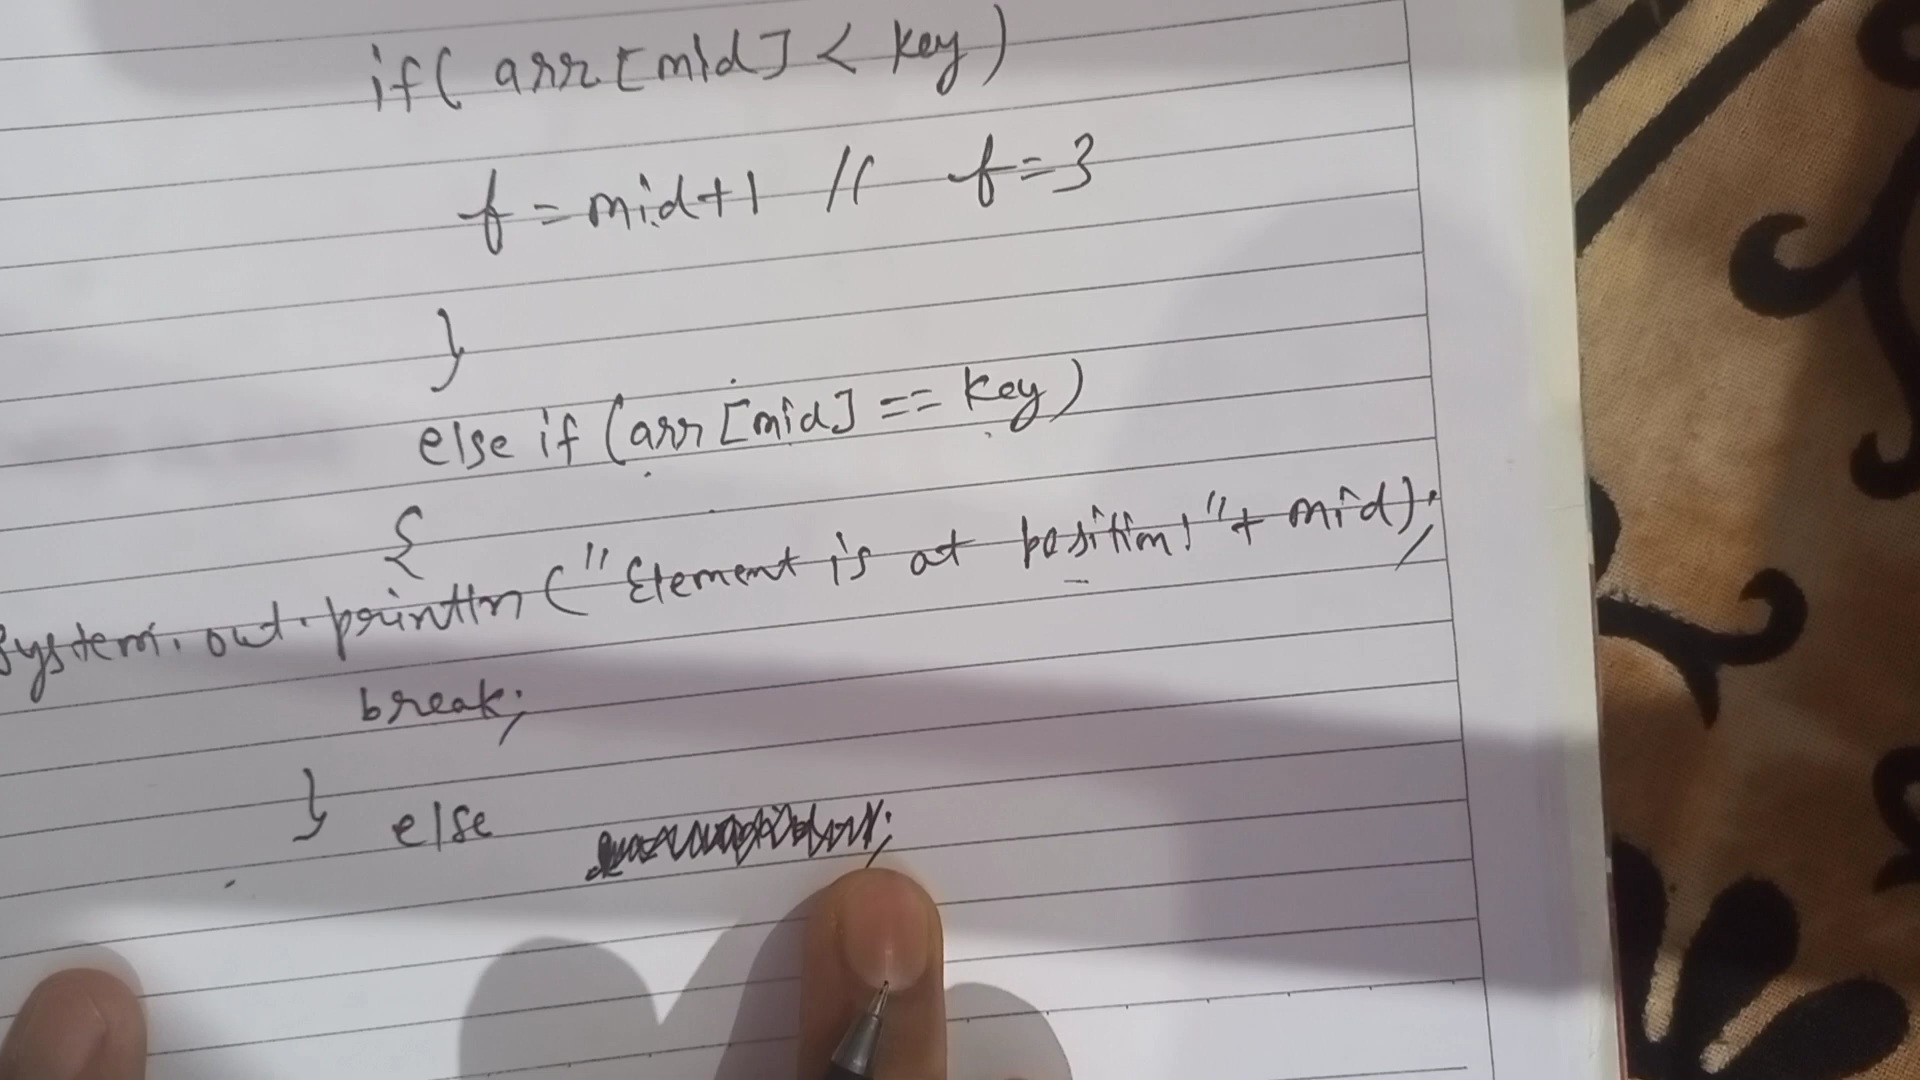 if( arr[mid] < key)
f = mid+1 // f=3
}
else if (arr[mid] == key)
{
System.out.println("Element is at position!"+ mid);
break;
} else